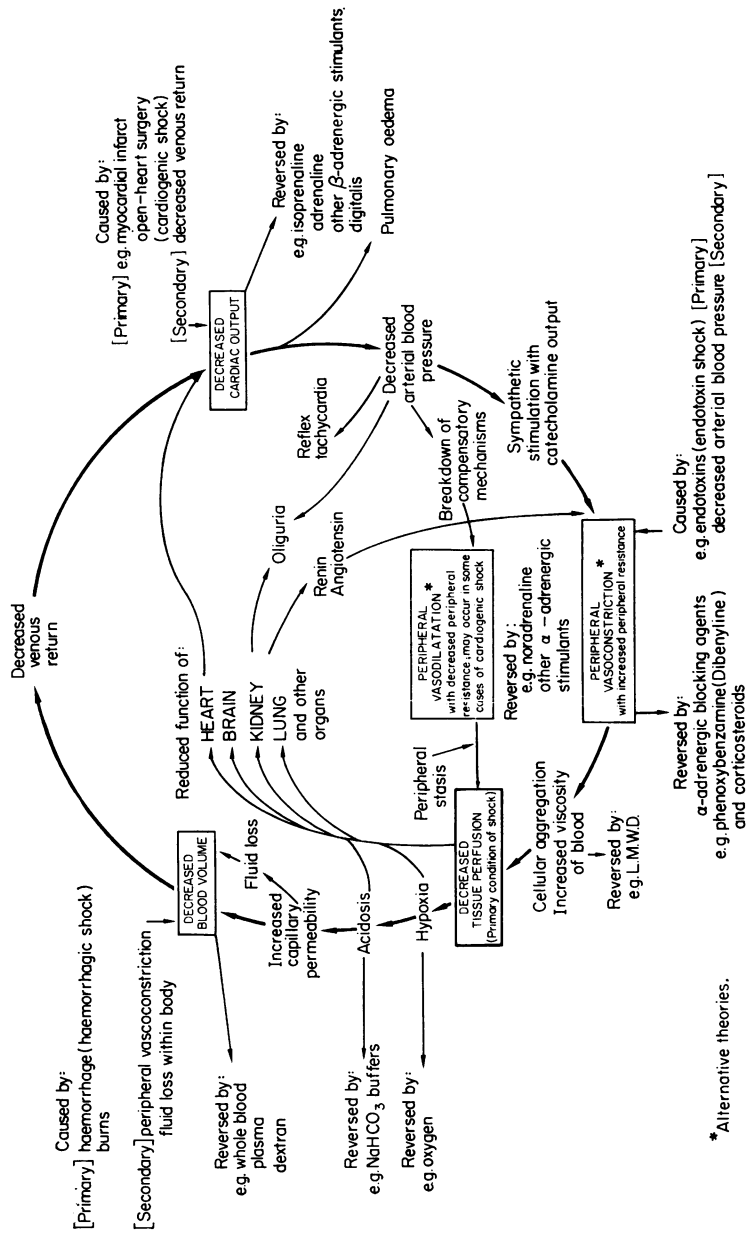 Caused by:
[Primary] haemorrhage (haemorrhagic shock)
burns
[Secondary] peripheral vascoconstriction
fluid loss within body
Reversed by:
e.g. whole blood
plasma
dextran
DECREASED
BLOOD VOLUME
Decreased
venous
return
Caused by:
[Primary] e.g. myocardial infarct
open-heart surgery
(cardiogenic shock)
[Secondary] decreased venous return
DECREASED
CARDIAC OUTPUT
Reversed by:
e.g. isoprenaline
adrenaline
other β-adrenergic stimulants.
digitalis
Pulmonary oedema
Reduced function of:
HEART
BRAIN
KIDNEY
LUNG
and other
organs
Fluid loss
Increased
capillary
permeability
Acidosis
Hypoxia
Reversed by:
e.g. NaHCO3 buffers
Reversed by:
e.g. oxygen
Oliguria
Renin
Angiotensin
Reflex
tachycardia
Decreased
arterial blood
pressure
Breakdown of
compensatory
mechanisms
Sympathetic
stimulation with
catecholamine output
Peripheral
stasis
PERIPHERAL
VASODILATATION *
with decreased peripheral
resistance, may occur in some
cases of cardiogenic shock
Reversed by:
e.g. noradrenaline
other α-adrenergic
stimulants
DECREASED
TISSUE PERFUSION
(Primary condition of shock)
Cellular aggregation
Increased viscosity
of blood
Reversed by:
e.g. L.M.W.D.
PERIPHERAL
VASOCONSTRICTION *
with increased peripheral resistance
Reversed by:
α-adrenergic blocking agents
e.g. phenoxybenzamine (Dibenyline)
and corticosteroids
Caused by:
e.g. endotoxins (endotoxin shock) [Primary]
decreased arterial blood pressure [Secondary]
*Alternative theories.